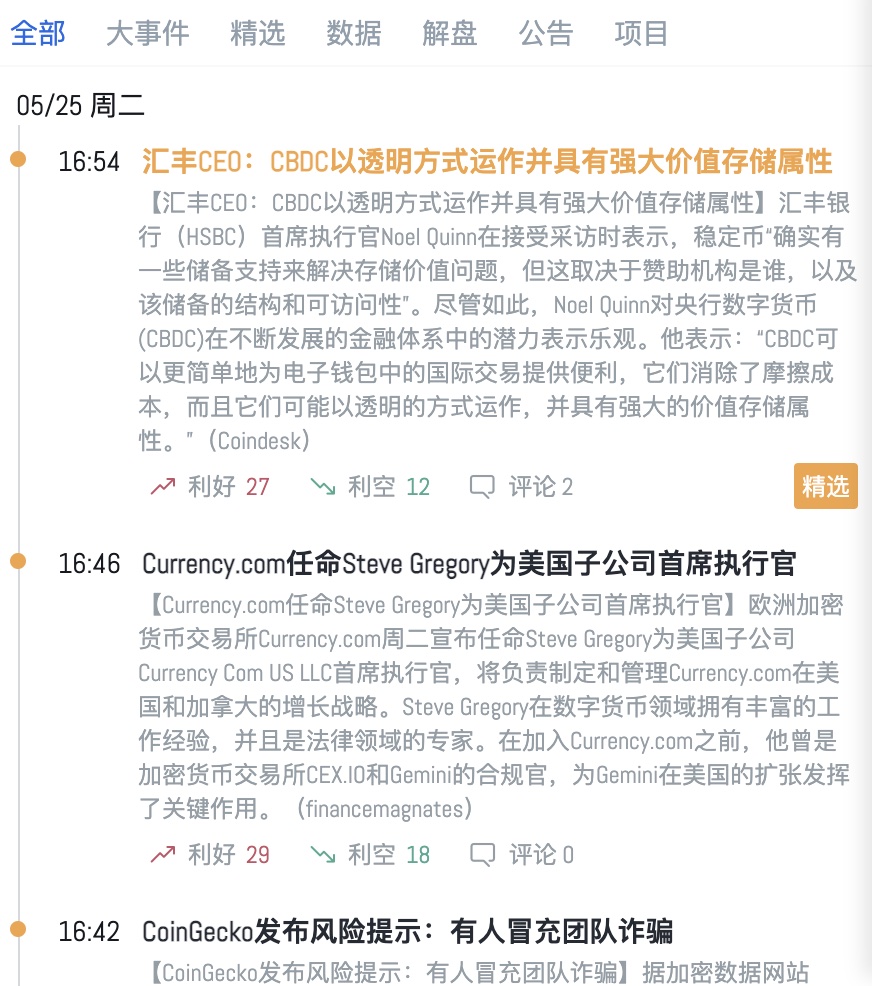 全部 大事件 精选 数据 解盘 公告 项目
05/25 周二
16:54 汇丰CEO：CBDC以透明方式运作并具有强大价值存储属性
【汇丰CEO：CBDC以透明方式运作并具有强大价值存储属性】汇丰银
行（HSBC）首席执行官Noel Quinn在接受采访时表示，稳定币“确实有
一些储备支持来解决存储价值问题，但这取决于赞助机构是谁，以及
该储备的结构和可访问性”。尽管如此，Noel Quinn对央行数字货币
(CBDC)在不断发展的金融体系中的潜力表示乐观。他表示：“CBDC可
以更简单地为电子钱包中的国际交易提供便利，它们消除了摩擦成
本，而且它们可能以透明的方式运作，并具有强大的价值存储属
性。”（Coindesk）
利好 27 利空 12 评论 2 精选
16:46 Currency.com任命Steve Gregory为美国子公司首席执行官
【Currency.com任命Steve Gregory为美国子公司首席执行官】欧洲加密
货币交易所Currency.com周二宣布任命Steve Gregory为美国子公司
Currency Com US LLC首席执行官，将负责制定和管理Currency.com在美
国和加拿大的增长战略。Steve Gregory在数字货币领域拥有丰富的工
作经验，并且是法律领域的专家。在加入Currency.com之前，他曾是
加密货币交易所CEX.IO和Gemini的合规官，为Gemini在美国的扩张发挥
了关键作用。（financemagnates）
利好 29 利空 18 评论 0
16:42 CoinGecko发布风险提示：有人冒充团队诈骗
【CoinGecko发布风险提示：有人冒充团队诈骗】据加密数据网站